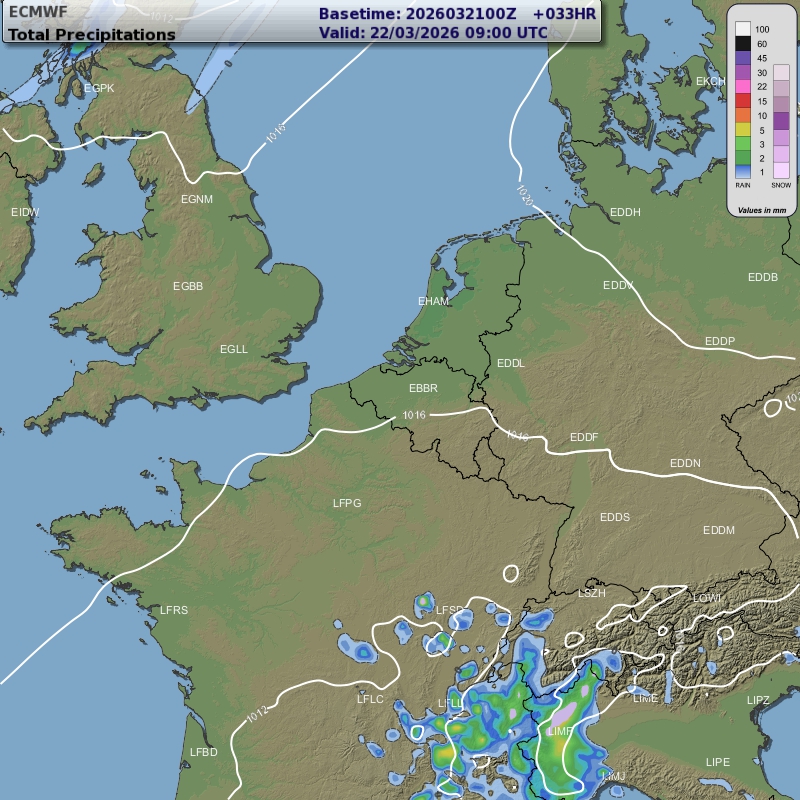 ECMWF
Basetime: 2026032100Z +033HR
Total Precipitations
Valid: 22/03/2026 09:00 UTC
1012
100
60
45
30
22
15
10
5
3
2
1
RAIN
SNOW
Values in mm
EGPK
EKCH
1016
EGNM
1020
EIDW
EDDH
EGBB
EDDV
EDDB
EHAM
EGLL
EDDP
EDDL
EBBR
1016
1016
EDDF
EDDN
LFPG
EDDS
EDDM
LSZH
LOWI
LFRS
LFSD
LFLC
LFLL
LIME
LIPZ
1012
LIMF
LFBD
LIPE
LIMJ